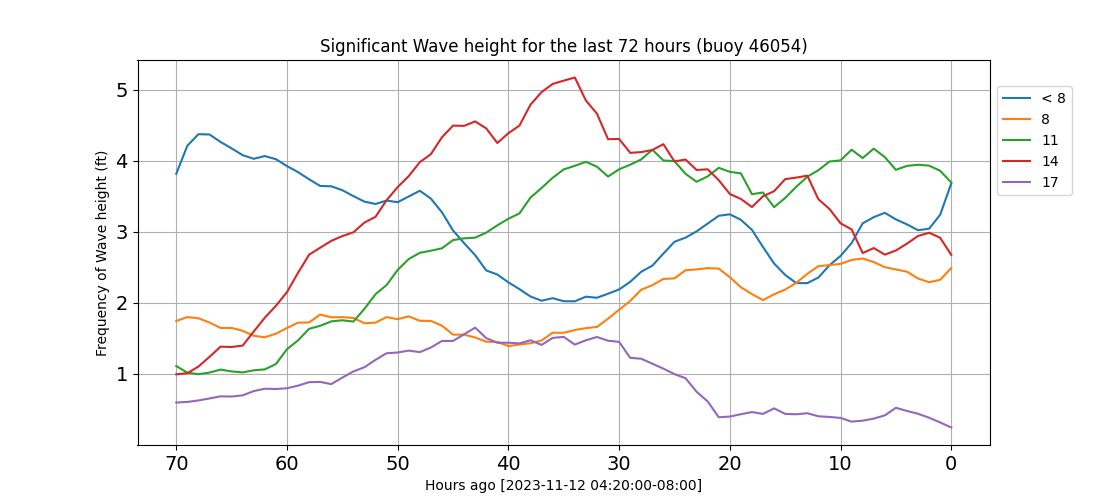 Significant Wave height for the last 72 hours (buoy 46054)
Frequency of Wave height (ft)
5
4
3
2
1
70 60 50 40 30 20 10 0
Hours ago [2023-11-12 04:20:00-08:00]
< 8
8
11
14
17